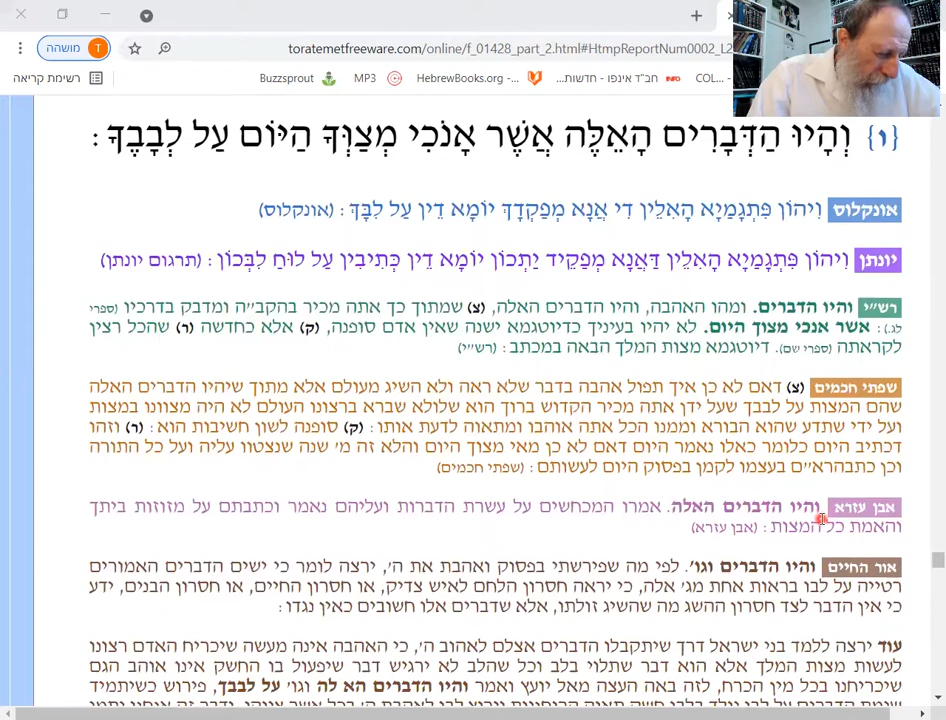 מושהה
toratemetfreeware.com/online/f_01428_part_2.html#HtmpReportNum0002_L2
רשימת קריאה
Buzzsprout
MP3
HebrewBooks.org -...
חב"ד אינפו - חדשות...
COL...
{ו} וְהָיוּ הַדְּבָרִים הָאֵלֶּה אֲשֶׁר אָנֹכִי מְצַוְּךָ הַיּוֹם עַל לְבָבֶךָ :
אונקלוס וִיהוֹן פִּתְגָמַיָּא הָאִלֵּין דִּי אֲנָא מְפַקְּדָךְ יוֹמָא דֵין עַל לִבָּךְ : (אונקלוס)
יונתן וִיהוֹן פִּתְגָמַיָּא הָאִלֵּין דַּאֲנָא מְפַקֵּיד יַתְכוֹן יוֹמָא דֵין כְּתִיבִין עַל לוּחַ לִבְּכוֹן : (תרגום יונתן)
רש"י והיו הדברים. ומהו האהבה, והיו הדברים האלה, (צ) שמתוך כך אתה מכיר בהקב"ה ומדבק בדרכיו (ספרי
לג.) : אשר אנכי מצוך היום. לא יהיו בעיניך כדיוטגמא ישנה שאין אדם סופנה, (ק) אלא כחדשה (ר) שהכל רצין
לקראתה (ספרי שם). דיוטגמא מצות המלך הבאה במכתב : (רש"י)
שפתי חכמים (צ) דאם לא כן איך תפול אהבה בדבר שלא ראה ולא השיג מעולם אלא מתוך שיהיו הדברים האלה
שהם המצות על לבבך שעל ידן אתה מכיר הקדוש ברוך הוא שלולא שברא ברצונו העולם לא היה מצוונו במצות
ועל ידי שתדע שהוא הבורא וממנו הכל אתה אוהבו ומתאוה לדעת אותו : (ק) סופנה לשון חשיבות הוא : (ר) וזהו
דכתיב היום כלומר כאלו נאמר היום דאם לא כן מאי מצוך היום והלא זה מ' שנה שנצטוו עליה ועל כל התורה
וכן כתבהרא"ם בעצמו לקמן בפסוק היום לעשותם : (שפתי חכמים)
אבן עזרא והיו הדברים האלה. אמרו המכחשים על עשרת הדברות ועליהם נאמר וכתבתם על מזוזות ביתך
והאמת כל המצות : (אבן עזרא)
אור החיים והיו הדברים וגו'. לפי מה שפירשתי בפסוק ואהבת את ה', ירצה לומר כי ישים הדברים האמורים
רטייה על לבו בראות אחת מג' אלה, כי יראה חסרון הלחם לאיש צדיק, או חסרון החיים, או חסרון הבנים, ידע
כי אין הדבר לצד חסרון ההשג מה שהשיג זולתו, אלא שדברים אלו חשובים כאין נגדו :
עוד ירצה ללמד בני ישראל דרך שיתקבלו הדברים אצלם לאהוב ה', כי האהבה אינה מעשה שיכריח האדם רצונו
לעשות מצות המלך אלא הוא דבר שתלוי בלב וכל שהלב לא ירגיש דבר שיפעול בו החשק אינו אוהב הגם
שיכריחנו בכל מין הכרח, לזה באה העצה מאל יועץ ואמר והיו הדברים הא לה וגו' על לבבך, פירוש כשיתמיד